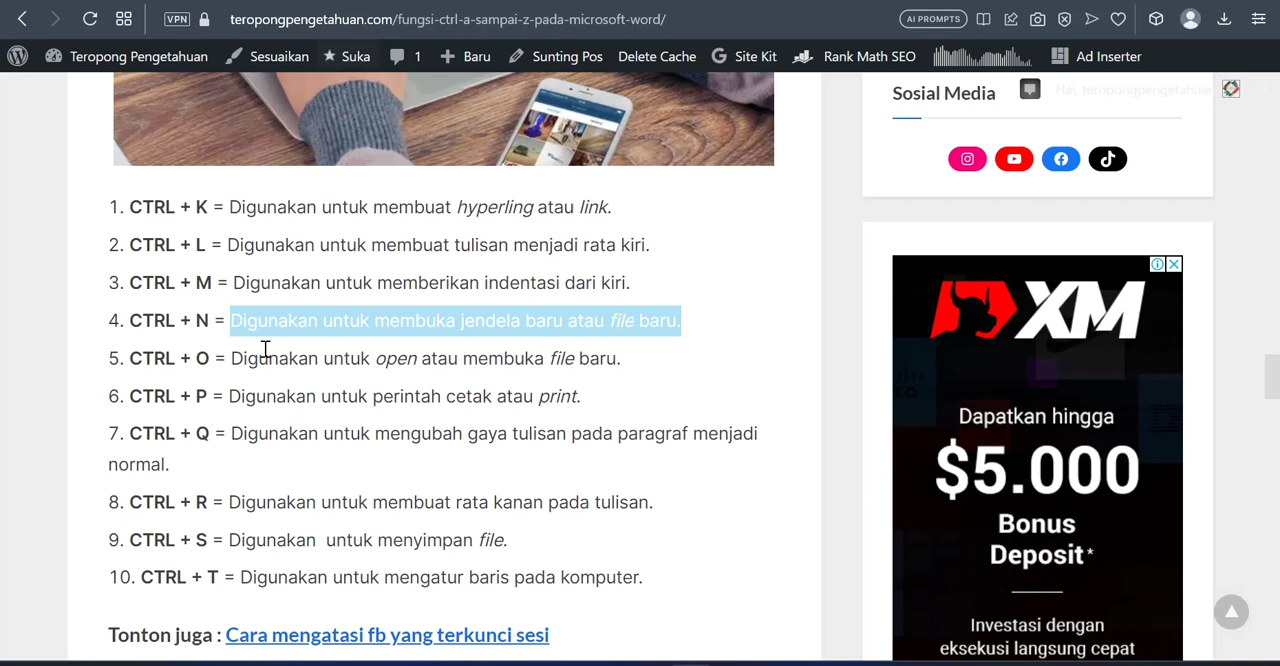 VPN
teropongpengetahuan.com/fungsi-ctrl-a-sampai-z-pada-microsoft-word/
AI PROMPTS
Teropong Pengetahuan
Sesuaikan
Suka
1
Baru
Sunting Pos
Delete Cache
Site Kit
Rank Math SEO
Ad Inserter
Hai, teropongpengetahuan
Sosial Media
1. CTRL + K = Digunakan untuk membuat hyperling atau link.
2. CTRL + L = Digunakan untuk membuat tulisan menjadi rata kiri.
3. CTRL + M = Digunakan untuk memberikan indentasi dari kiri.
4. CTRL + N = Digunakan untuk membuka jendela baru atau file baru.
5. CTRL + O = Digunakan untuk open atau membuka file baru.
6. CTRL + P = Digunakan untuk perintah cetak atau print.
7. CTRL + Q = Digunakan untuk mengubah gaya tulisan pada paragraf menjadi
normal.
8. CTRL + R = Digunakan untuk membuat rata kanan pada tulisan.
9. CTRL + S = Digunakan  untuk menyimpan file.
10. CTRL + T = Digunakan untuk mengatur baris pada komputer.
Tonton juga : Cara mengatasi fb yang terkunci sesi
XM
Dapatkan hingga
$5.000
Bonus
Deposit*
Investasi dengan
eksekusi langsung cepat